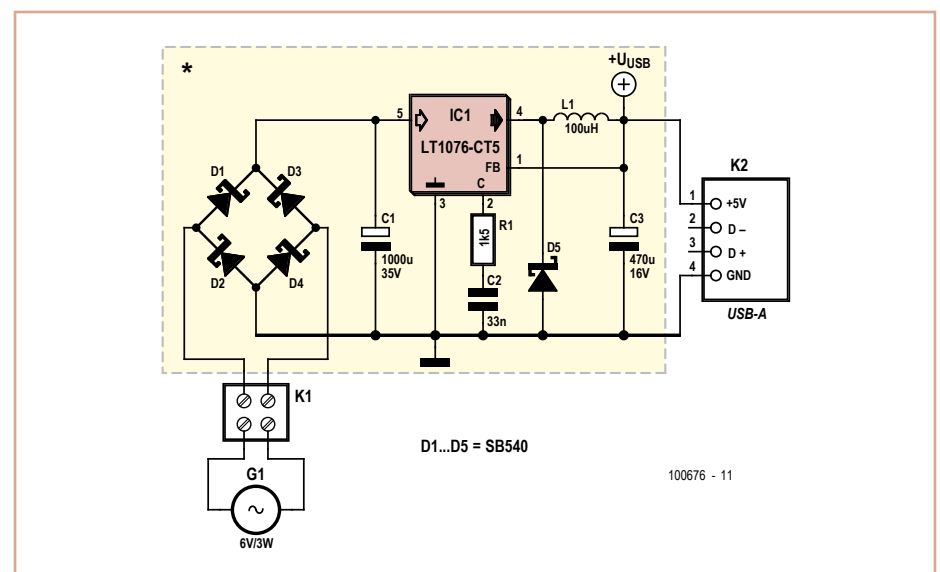 *
+UUSB
L1
100uH
5
IC1
4
LT1076-CT5
FB
1
C
3
2
D1
D3
D2
D4
C1
1000u
35V
R1
1k5
C2
33n
D5
C3
470u
16V
K2
1
+5V
2
D –
3
D +
4
GND
USB-A
K1
D1...D5 = SB540
G1
~
6V/3W
100676 - 11